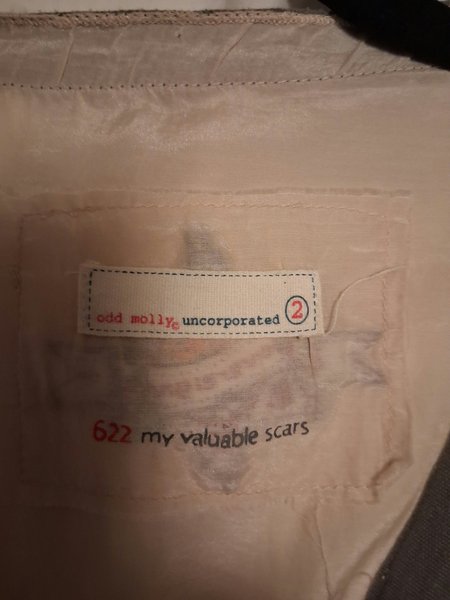 odd molly© uncorporated 2
622 my valuable scars